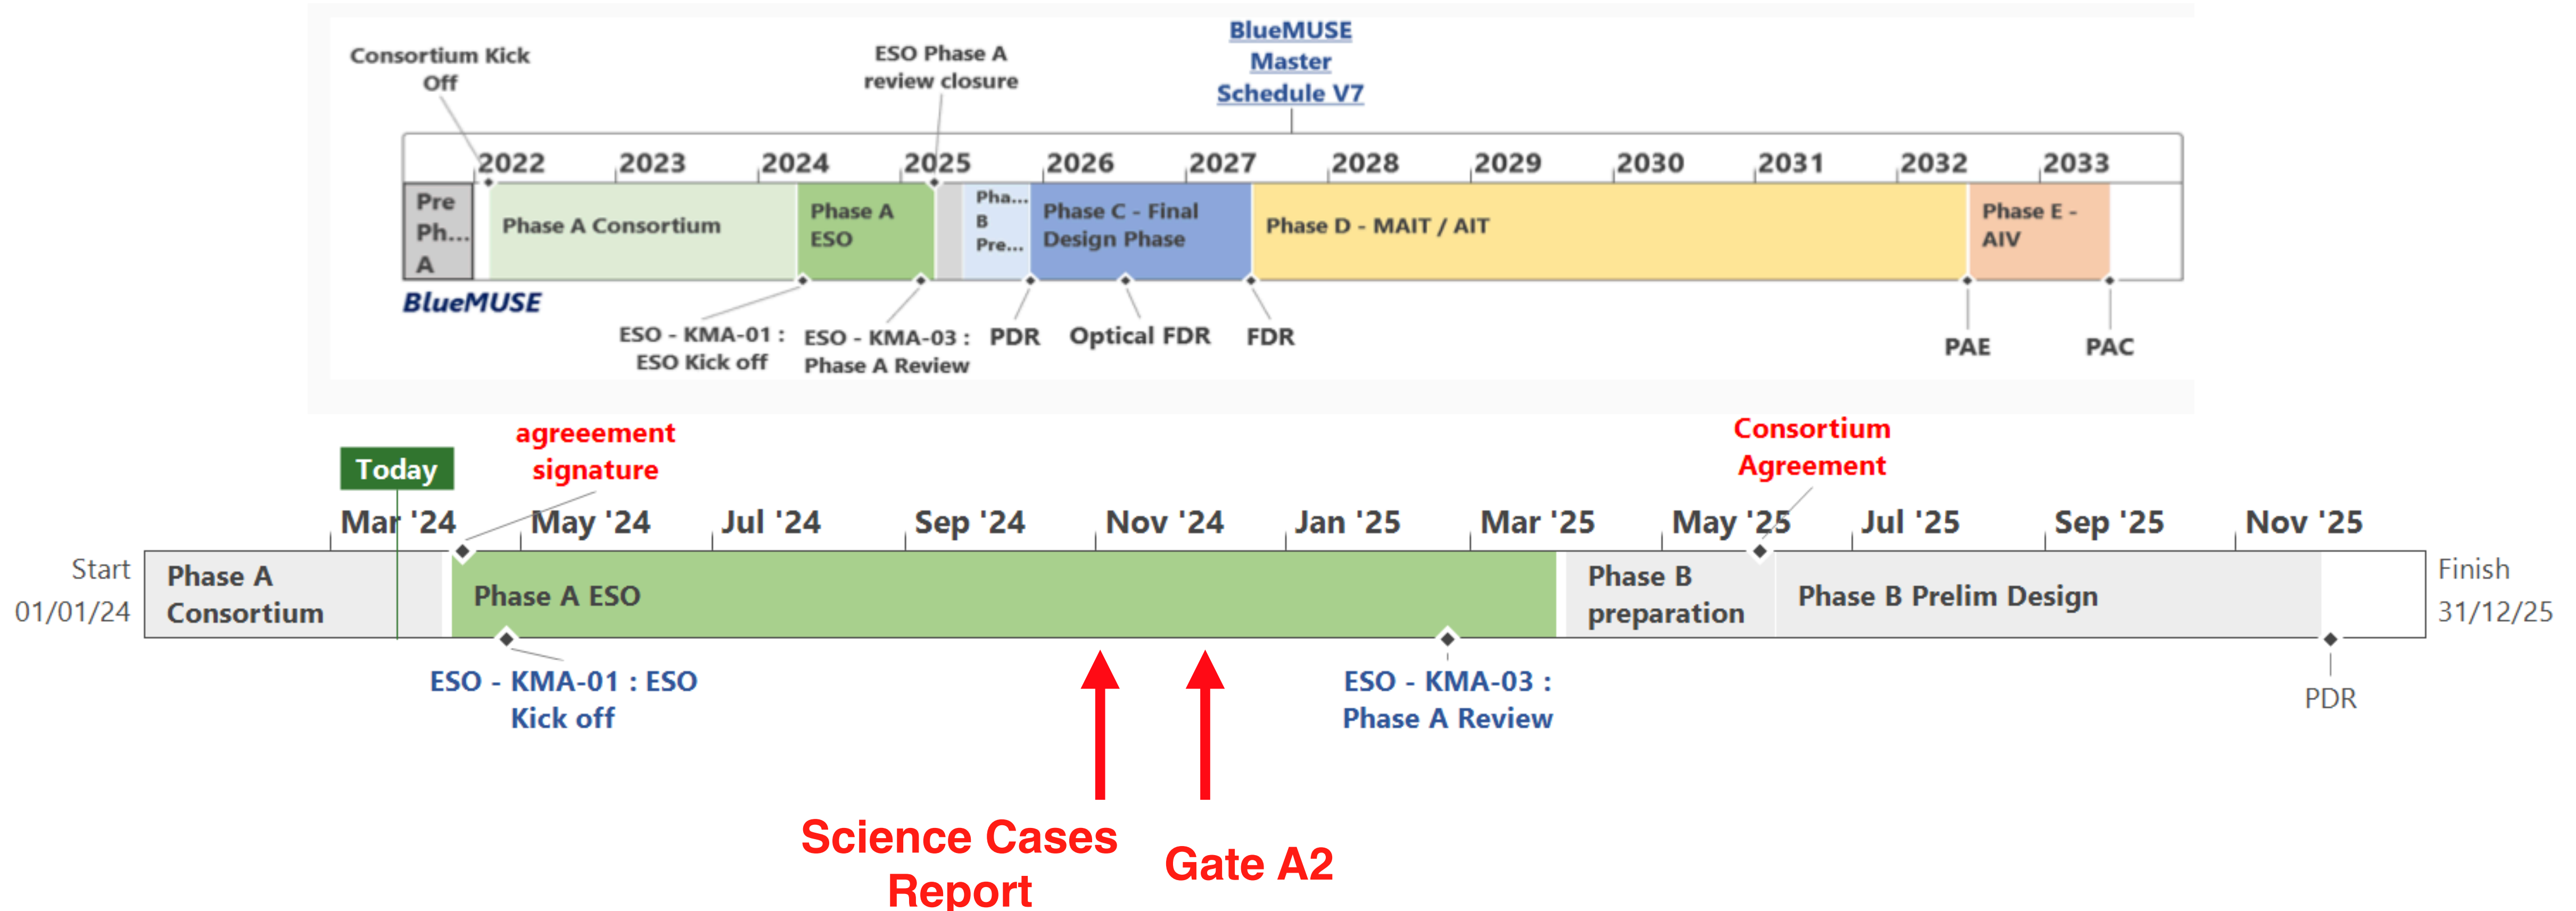 Consortium Kick
Off
ESO Phase A
review closure
BlueMUSE
Master
Schedule V7
2022 2023 2024 2025 2026 2027 2028 2029 2030 2031 2032 2033
Pre
Ph...
A
Phase A Consortium
Phase A
ESO
Pha...
B
Pre...
Phase C - Final
Design Phase
Phase D - MAIT / AIT
Phase E -
AIV
BlueMUSE
ESO - KMA-01 :
ESO Kick off
ESO - KMA-03 :
Phase A Review
PDR
Optical FDR
FDR
PAE
PAC
agreeement
signature
Consortium
Agreement
Today
Mar '24 May '24 Jul '24 Sep '24 Nov '24 Jan '25 Mar '25 May '25 Jul '25 Sep '25 Nov '25
Start
01/01/24
Phase A
Consortium
Phase A ESO
Phase B
preparation
Phase B Prelim Design
Finish
31/12/25
ESO - KMA-01 : ESO
Kick off
ESO - KMA-03 :
Phase A Review
PDR
Science Cases
Report
Gate A2